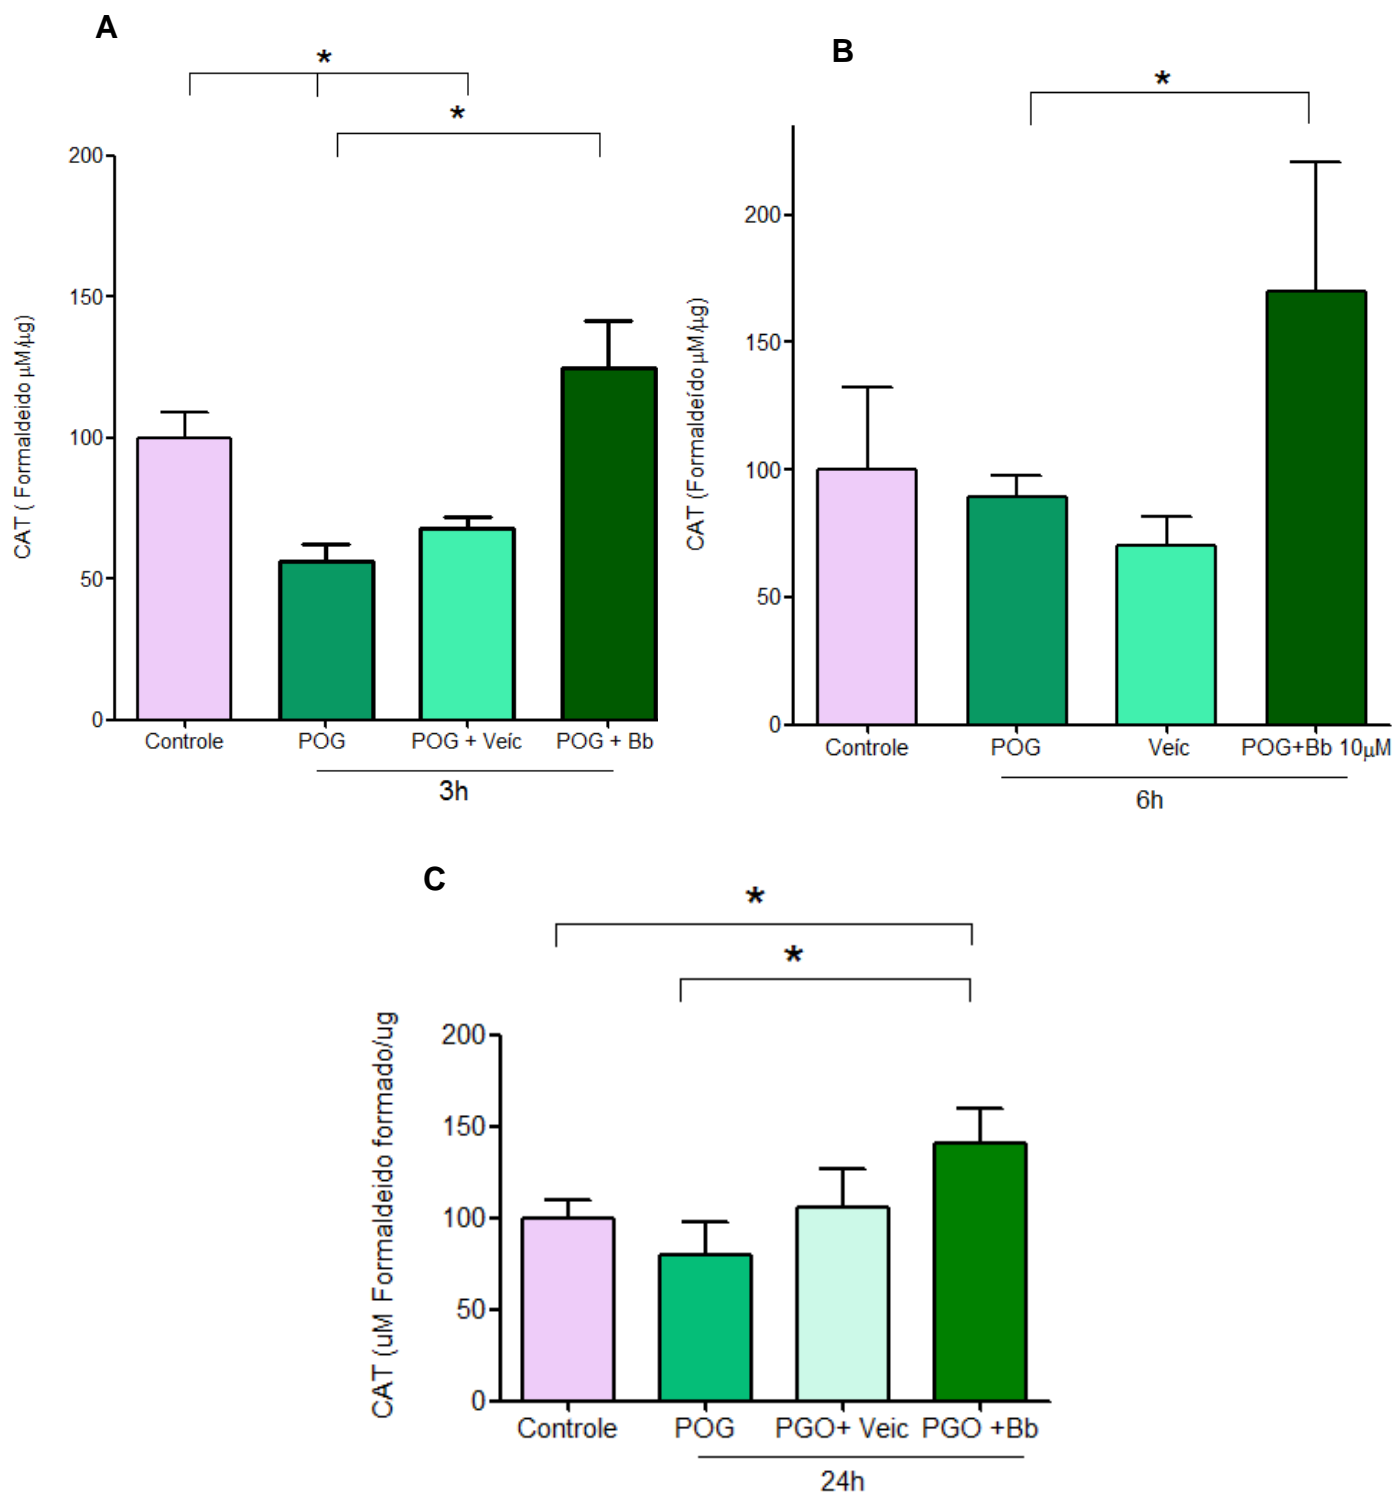 A
*
*
200
150
100
50
0
CAT ( Formaldeido µM/µg)
Controle POG POG + Veíc POG + Bb
3h
B
*
200
150
100
50
0
CAT (Formaldeído µM/µg)
Controle POG Veíc POG+Bb 10µM
6h
C
*
*
200
150
100
50
0
CAT (uM Formaldeido formado/ug
Controle POG PGO+ Veic PGO +Bb
24h